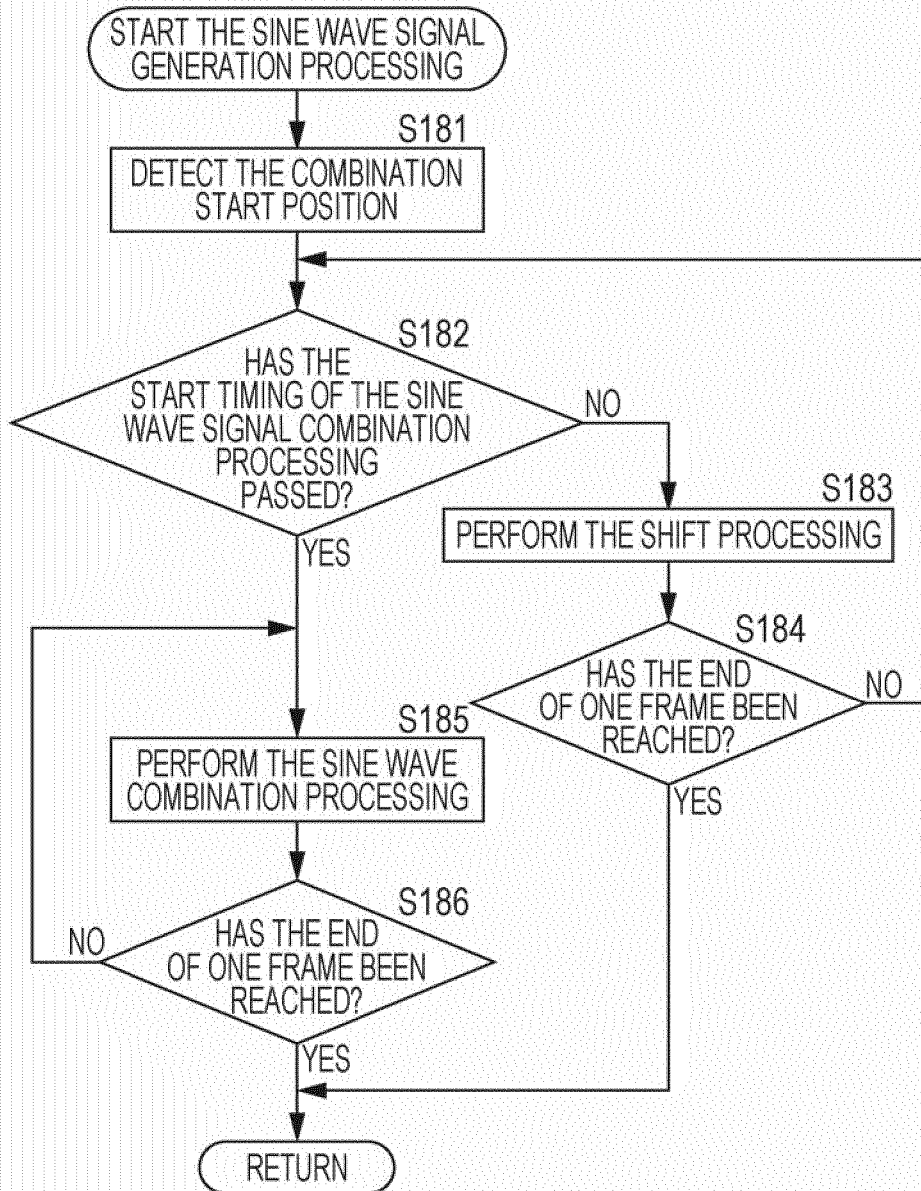 START THE SINE WAVE SIGNAL
GENERATION PROCESSING
S181
DETECT THE COMBINATION
START POSITION
S182
HAS THE
START TIMING OF THE SINE
WAVE SIGNAL COMBINATION
PROCESSING
PASSED?
NO
YES
S183
PERFORM THE SHIFT PROCESSING
S184
HAS THE END
OF ONE FRAME BEEN
REACHED?
NO
YES
S185
PERFORM THE SINE WAVE
COMBINATION PROCESSING
S186
HAS THE END
OF ONE FRAME BEEN
REACHED?
NO
YES
RETURN